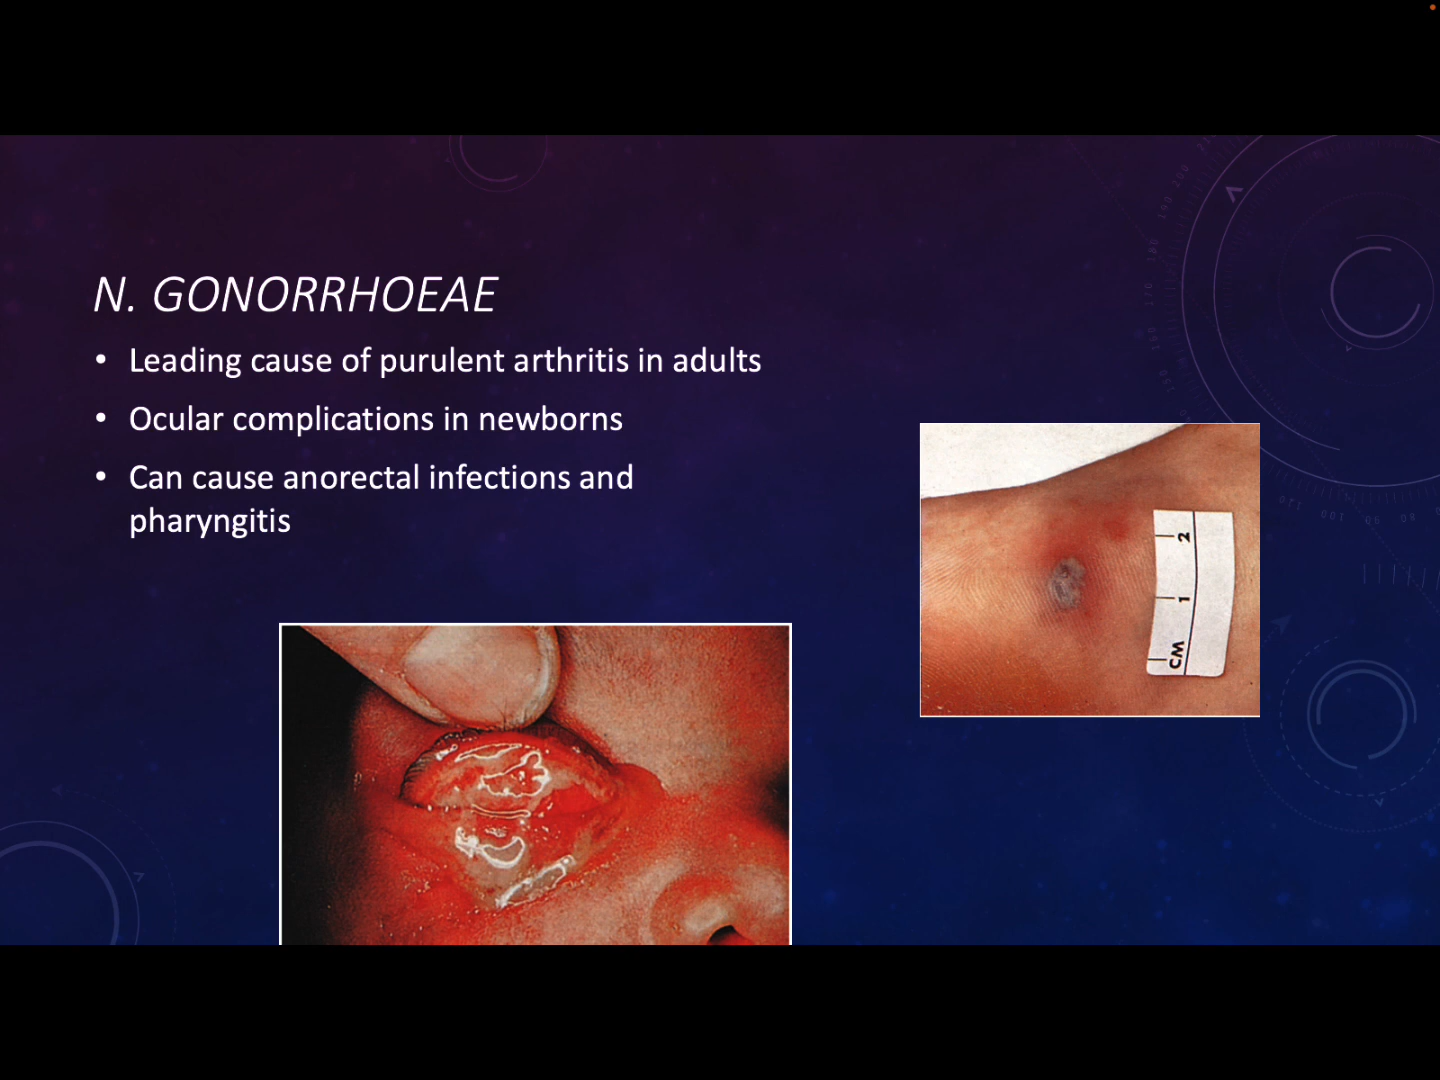 N. GONORRHOEAE
• Leading cause of purulent arthritis in adults
• Ocular complications in newborns
• Can cause anorectal infections and
pharyngitis
2
1
CM